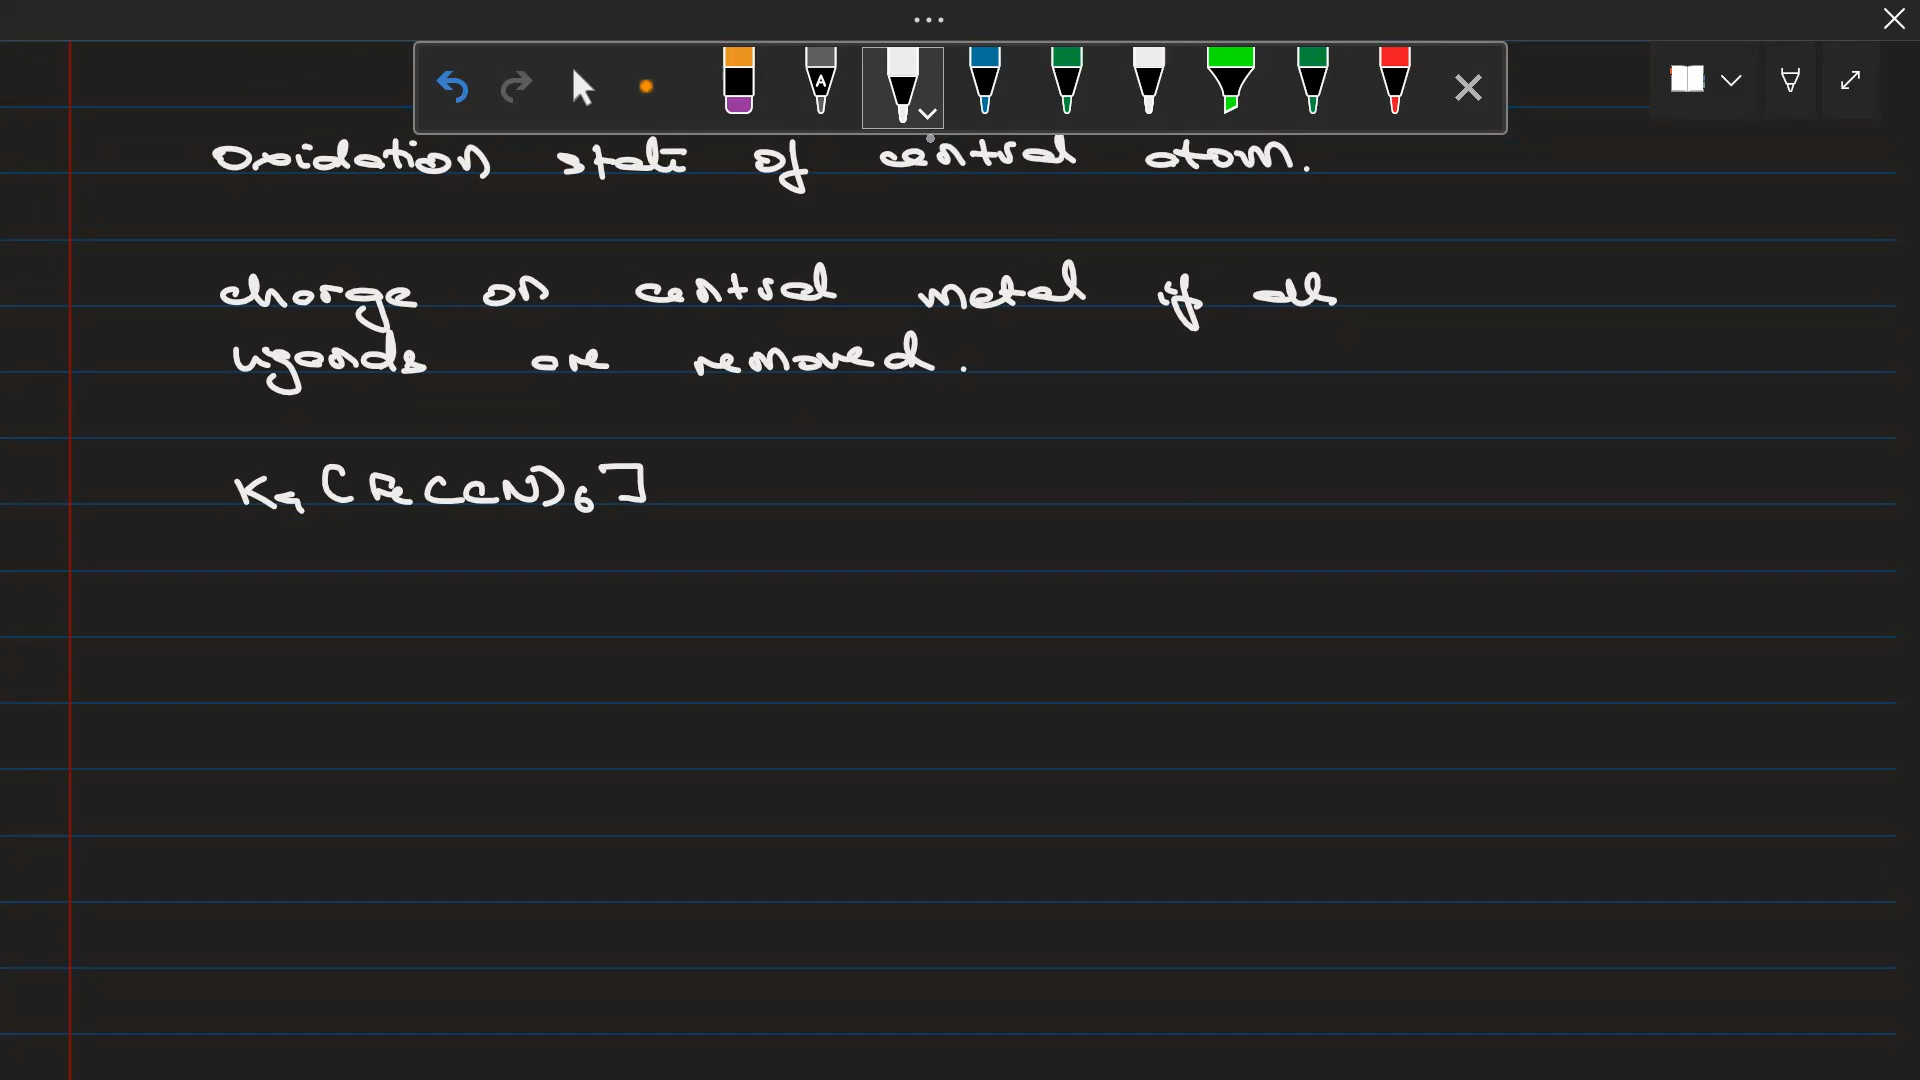 Oxidation state of central atom.
charge on central metal if all
ligands are removed.
K₄[Fe(CN)₆]